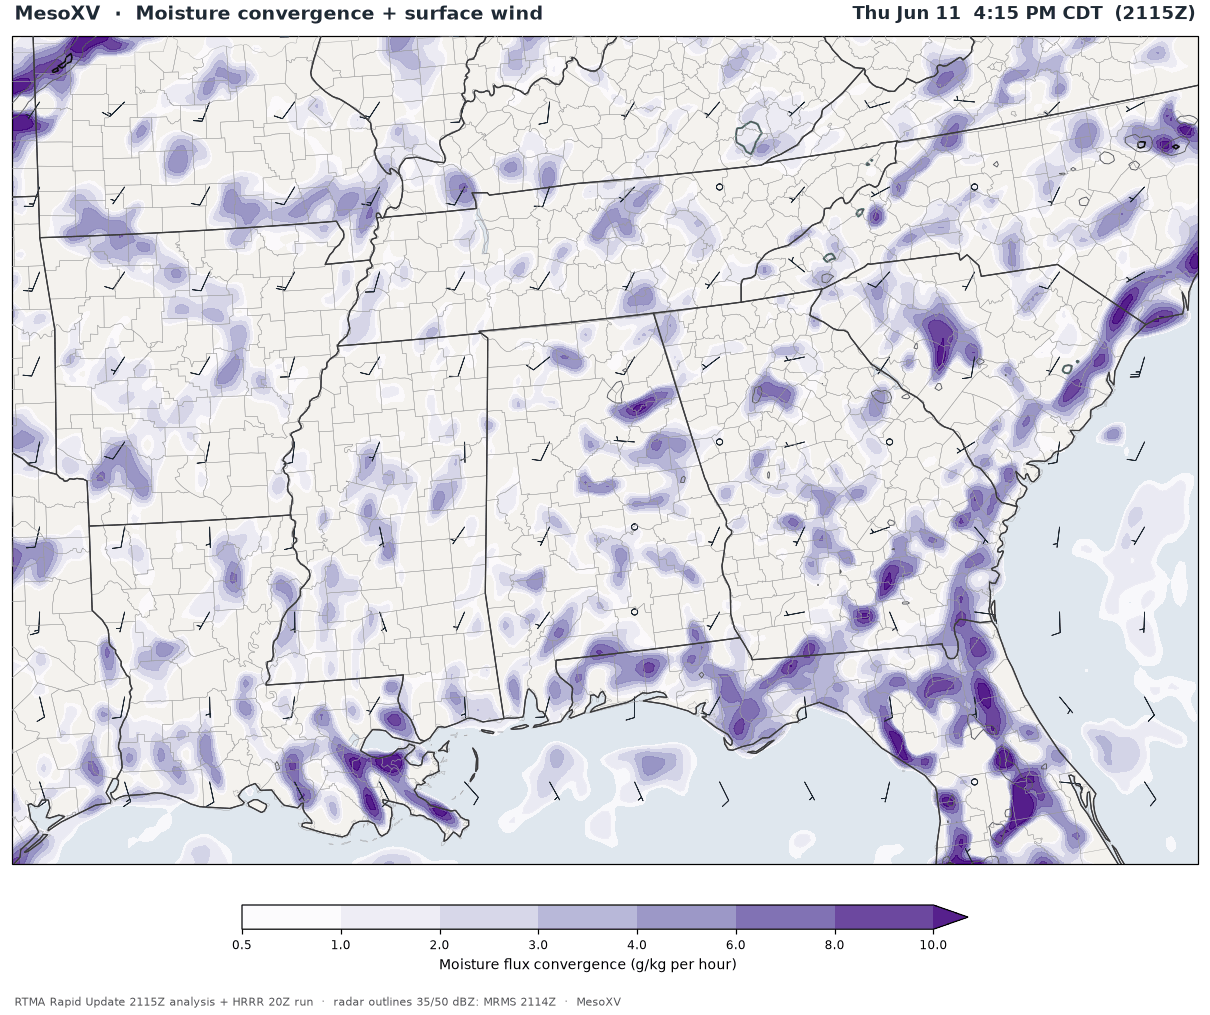 MesoXV · Moisture convergence + surface wind
Thu Jun 11 4:15 PM CDT (2115Z)
0.5 1.0 2.0 3.0 4.0 6.0 8.0 10.0
Moisture flux convergence (g/kg per hour)
RTMA Rapid Update 2115Z analysis + HRRR 20Z run · radar outlines 35/50 dBZ: MRMS 2114Z · MesoXV